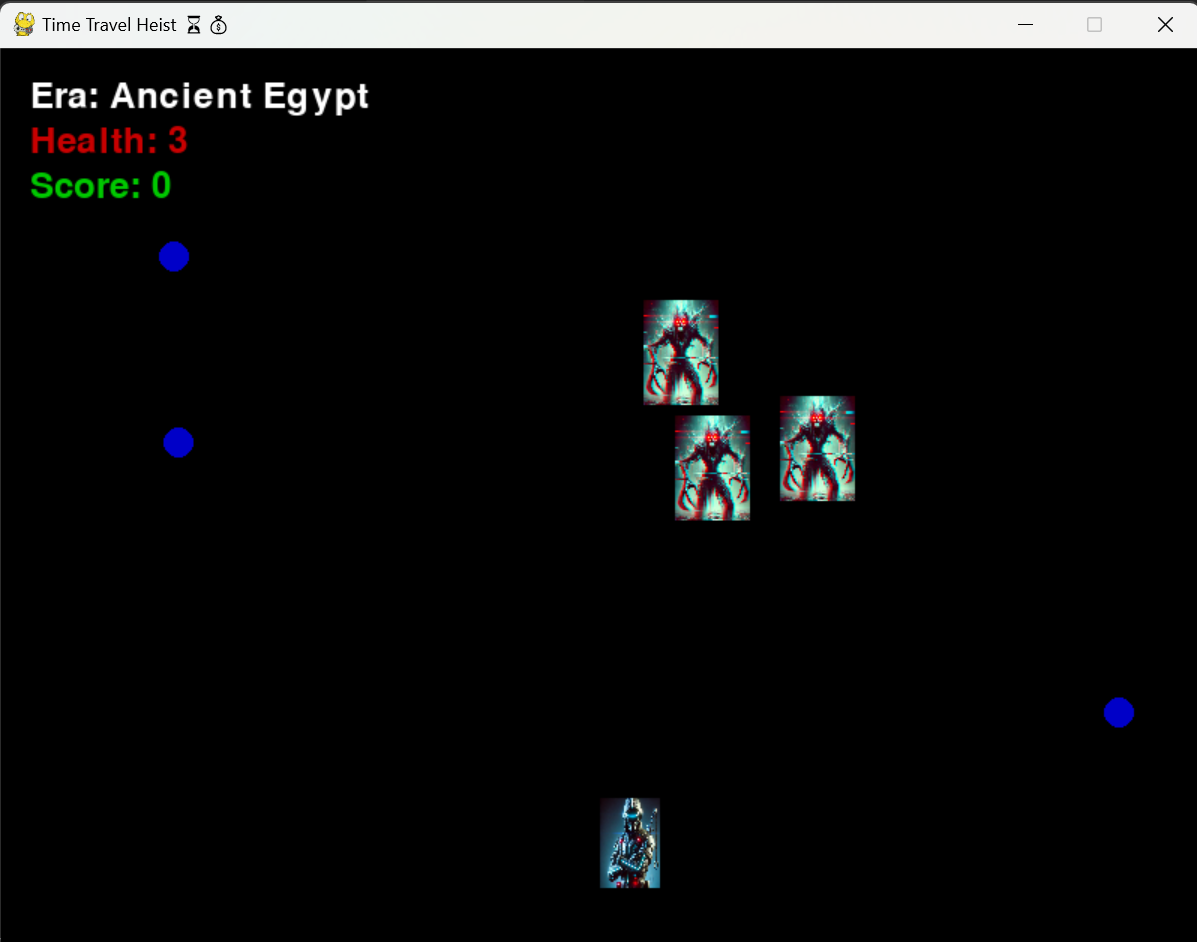 Time Travel Heist ⏳ 💰
Era: Ancient Egypt
Health: 3
Score: 0